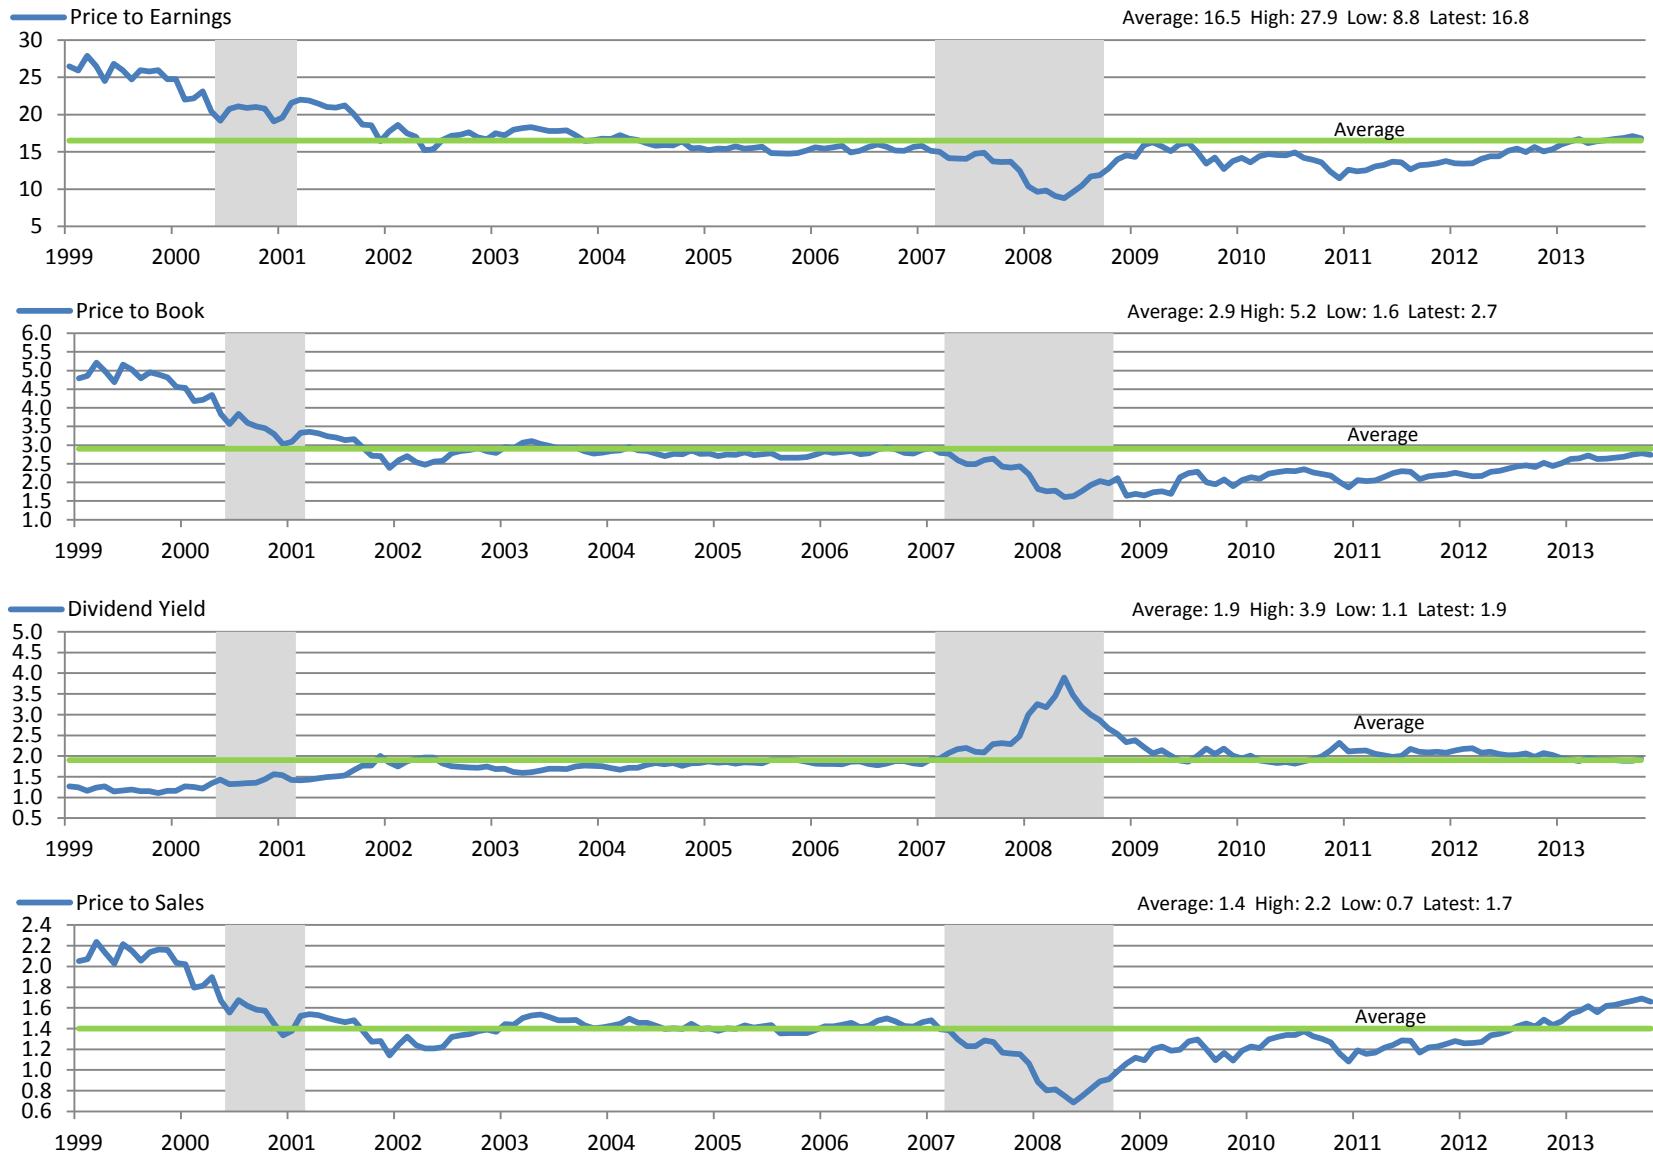 Price to Earnings
Average: 16.5 High: 27.9 Low: 8.8 Latest: 16.8
30
25
20
15
10
5
Average
1999 2000 2001 2002 2003 2004 2005 2006 2007 2008 2009 2010 2011 2012 2013
Price to Book
Average: 2.9 High: 5.2 Low: 1.6 Latest: 2.7
6.0
5.5
5.0
4.5
4.0
3.5
3.0
2.5
2.0
1.5
1.0
Average
1999 2000 2001 2002 2003 2004 2005 2006 2007 2008 2009 2010 2011 2012 2013
Dividend Yield
Average: 1.9 High: 3.9 Low: 1.1 Latest: 1.9
5.0
4.5
4.0
3.5
3.0
2.5
2.0
1.5
1.0
0.5
Average
1999 2000 2001 2002 2003 2004 2005 2006 2007 2008 2009 2010 2011 2012 2013
Price to Sales
Average: 1.4 High: 2.2 Low: 0.7 Latest: 1.7
2.4
2.2
2.0
1.8
1.6
1.4
1.2
1.0
0.8
0.6
Average
1999 2000 2001 2002 2003 2004 2005 2006 2007 2008 2009 2010 2011 2012 2013